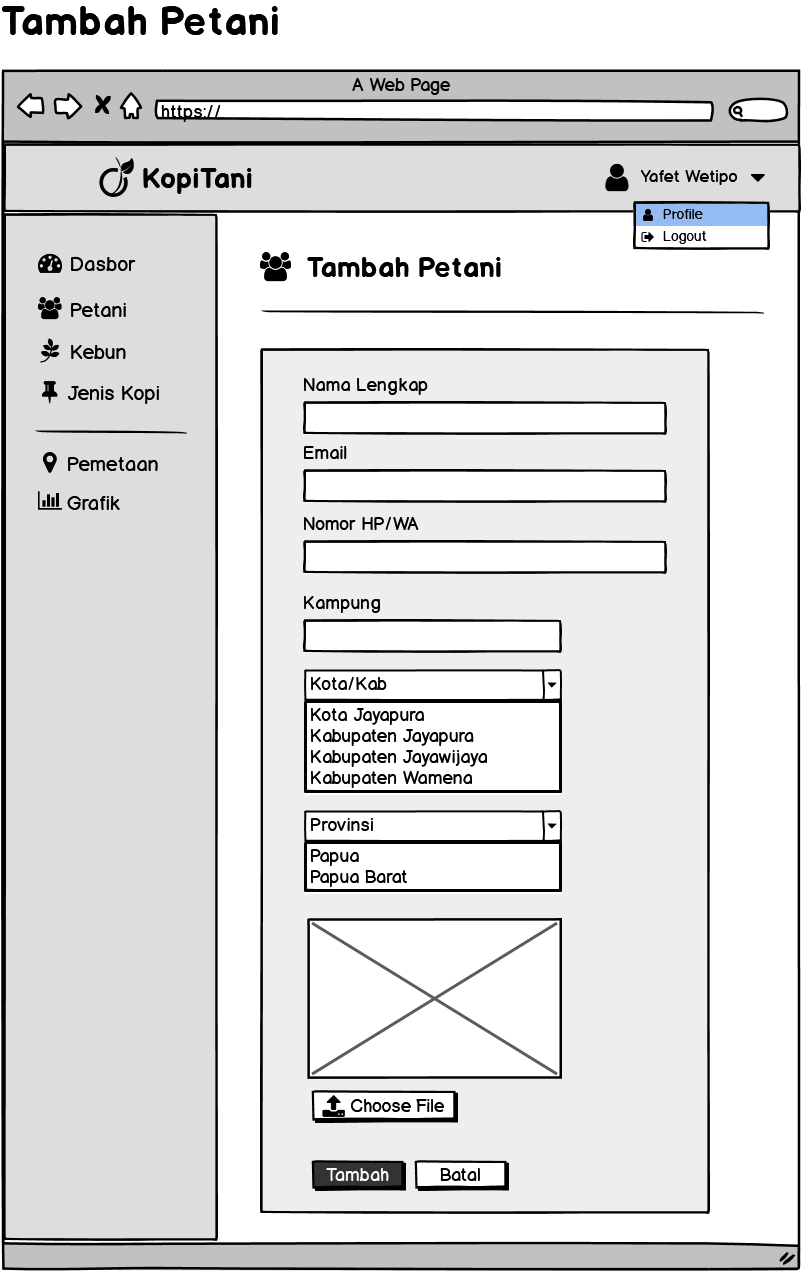 Tambah Petani
A Web Page
https://
KopiTani
Yafet Wetipo
Profile
Logout
Dasbor
Petani
Kebun
Jenis Kopi
Pemetaan
Grafik
Tambah Petani
Nama Lengkap
Email
Nomor HP/WA
Kampung
Kota/Kab
Kota Jayapura
Kabupaten Jayapura
Kabupaten Jayawijaya
Kabupaten Wamena
Provinsi
Papua
Papua Barat
Choose File
Tambah
Batal